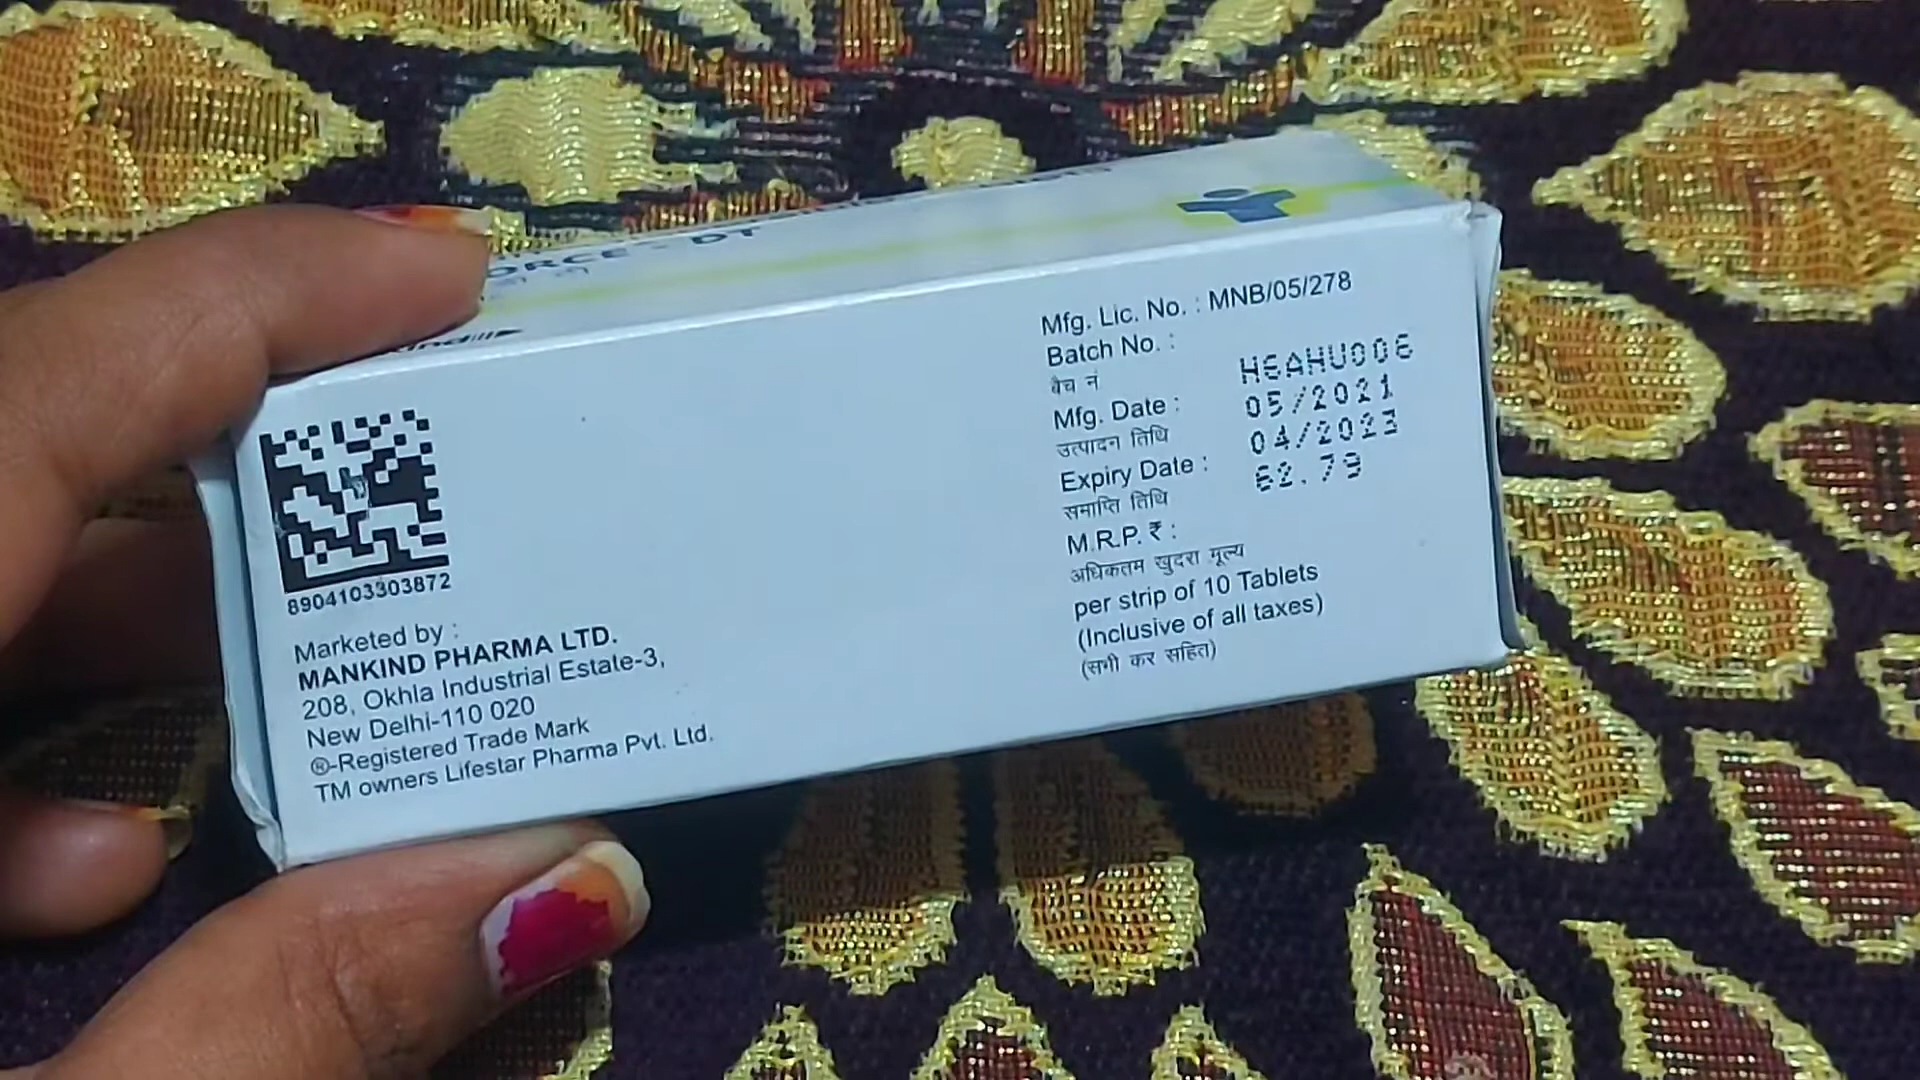 ORCE - DT
8904103303872
Marketed by :
MANKIND PHARMA LTD.
208, Okhla Industrial Estate-3,
New Delhi-110 020
®-Registered Trade Mark
TM owners Lifestar Pharma Pvt. Ltd.
Mfg. Lic. No. : MNB/05/278
Batch No. :
बैच नं
H6AHU006
Mfg. Date :
05/2021
उत्पादन तिथि
Expiry Date :
04/2023
समाप्ति तिथि
M.R.P. ₹ :
62.79
अधिकतम खुदरा मूल्य
per strip of 10 Tablets
(Inclusive of all taxes)
(सभी कर सहित)